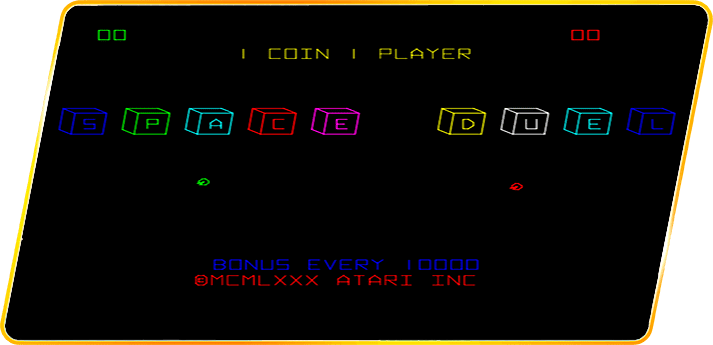 00 00
1 COIN 1 PLAYER
SPACE DUEL
BONUS EVERY 10000
©MCMLXXX ATARI INC